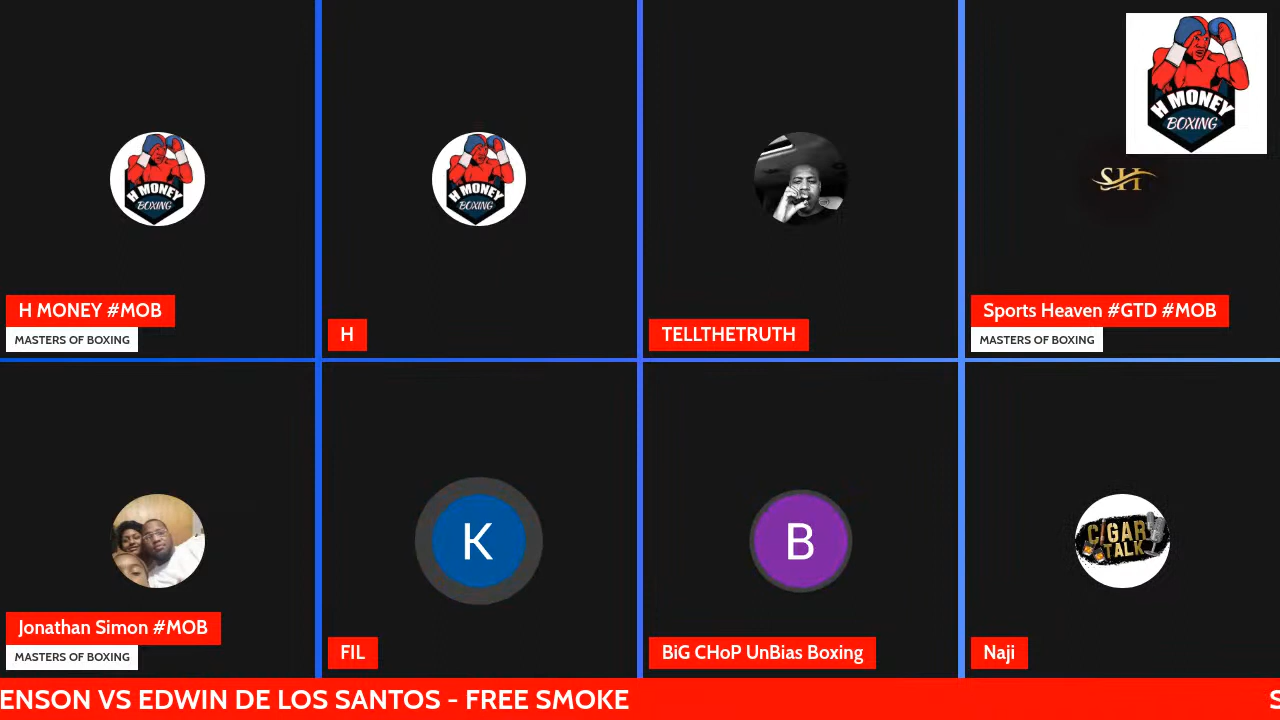 H MONEY
BOXING
H MONEY
BOXING
H MONEY
BOXING
SH
H MONEY #MOB
MASTERS OF BOXING
H
TELLTHETRUTH
Sports Heaven #GTD #MOB
MASTERS OF BOXING
K
B
CIGAR
TALK
Jonathan Simon #MOB
MASTERS OF BOXING
FIL
BiG CHoP UnBias Boxing
Naji
ENSON VS EDWIN DE LOS SANTOS - FREE SMOKE S